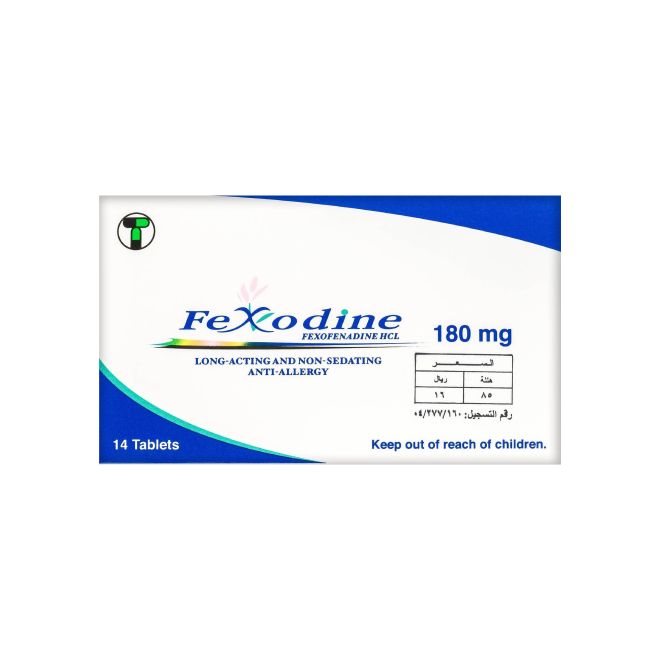 Fexodine
FEXOFENADINE HCL
180 mg
LONG-ACTING AND NON-SEDATING
ANTI-ALLERGY
السعر
ريال هللة
١٦ ٨٥
رقم التسجيل: ٠٤/٢٧٧/١٦٠
14 Tablets
Keep out of reach of children.